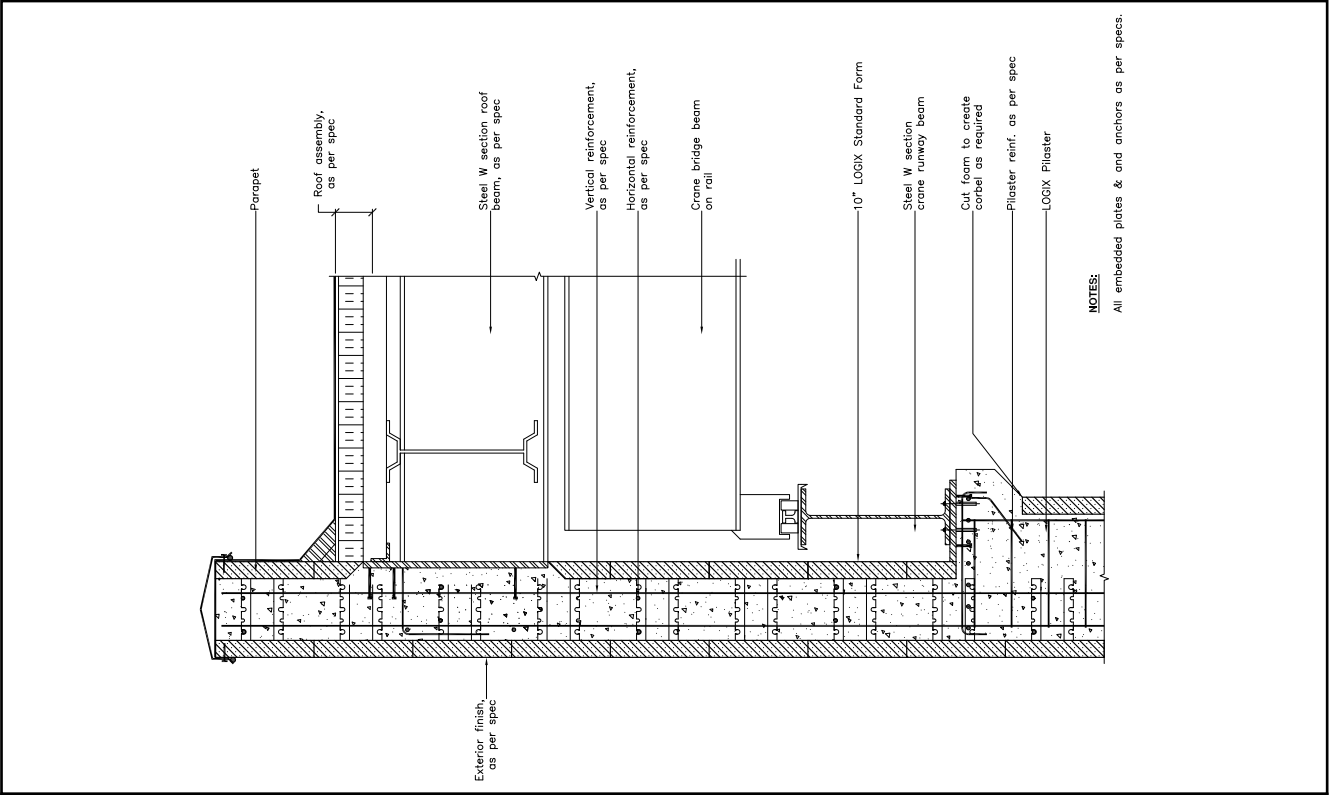 Parapet
Roof assembly,
as per spec
Steel W section roof
beam, as per spec
Vertical reinforcement,
as per spec
Horizontal reinforcement,
as per spec
Crane bridge beam
on rail
10" LOGIX Standard Form
Steel W section
crane runway beam
Cut foam to create
corbel as required
Pilaster reinf. as per spec
LOGIX Pilaster
Exterior finish,
as per spec
NOTES:
All embedded plates & and anchors as per specs.